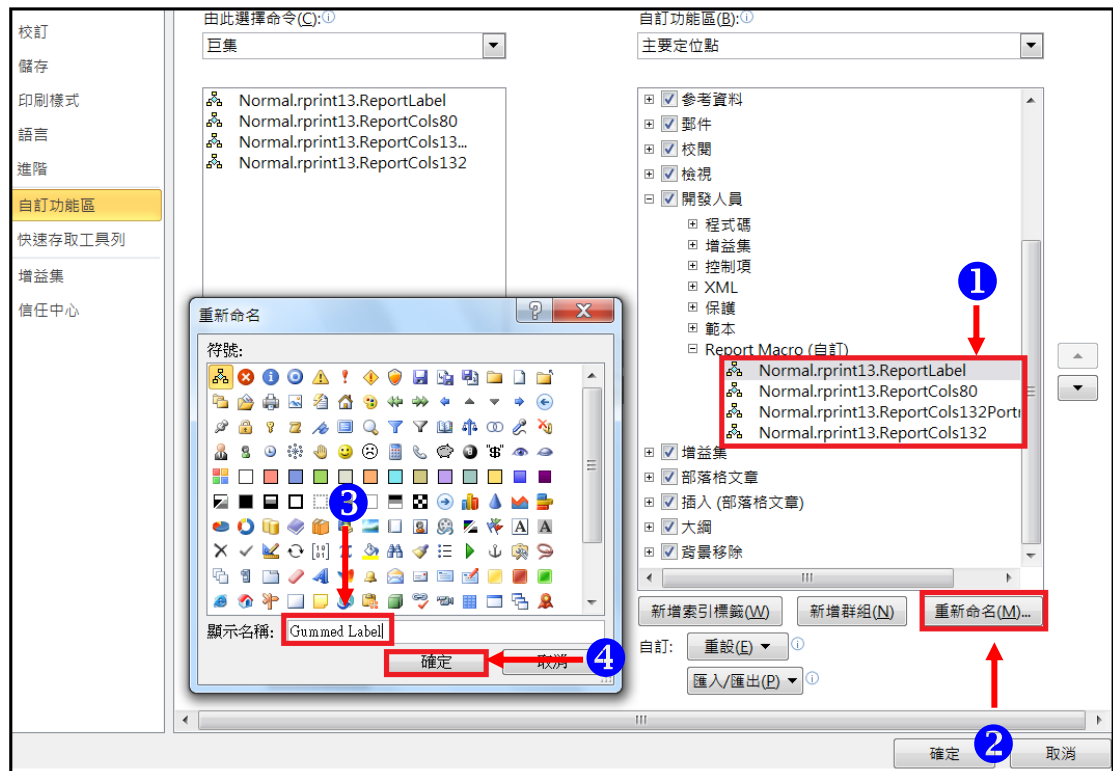 校訂
儲存
印刷樣式
語言
進階
自訂功能區
快速存取工具列
增益集
信任中心
由此選擇命令(C):
巨集
Normal.rprint13.ReportLabel
Normal.rprint13.ReportCols80
Normal.rprint13.ReportCols13...
Normal.rprint13.ReportCols132
自訂功能區(B):
主要定位點
參考資料
郵件
校閱
檢視
開發人員
程式碼
增益集
控制項
XML
保護
範本
Report Macro (自訂)
Normal.rprint13.ReportLabel
Normal.rprint13.ReportCols80
Normal.rprint13.ReportCols132Portr
Normal.rprint13.ReportCols132
增益集
部落格文章
插入 (部落格文章)
大綱
背景移除
新增索引標籤(W) 新增群組(N) 重新命名(M)...
自訂: 重設(E)
匯入/匯出(P)
重新命名
符號:
顯示名稱: Gummed Label
確定 取消
確定 取消
1
2
3
4